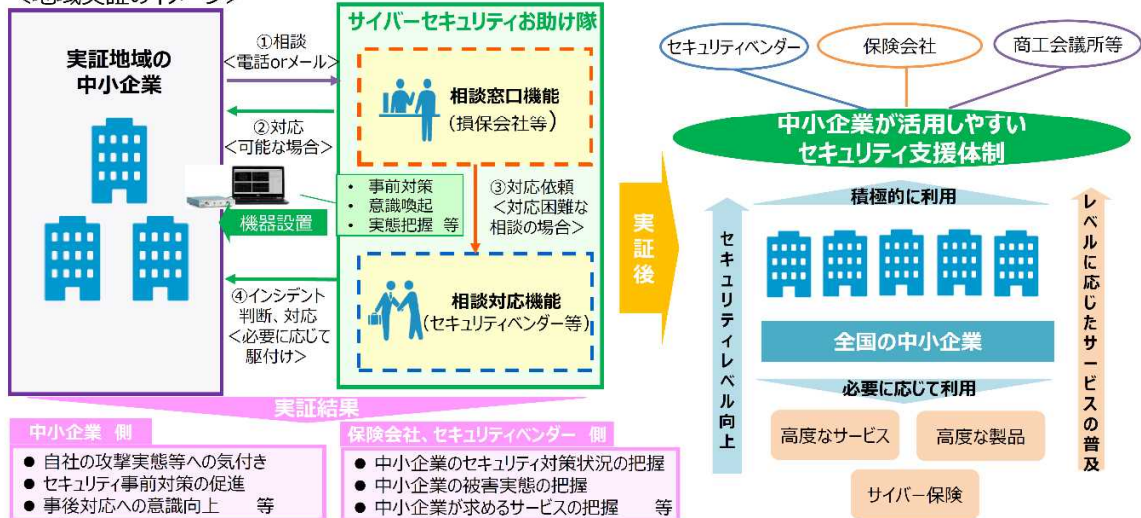 <地域実証のイメージ>
実証地域の
中小企業
①相談
<電話orメール>
②対応
<可能な場合>
機器設置
④インシデント
判断、対応
<必要に応じて
駆付け>
サイバーセキュリティお助け隊
相談窓口機能
(損保会社等)
• 事前対策
• 意識喚起
• 実態把握 等
③対応依頼
<対応困難な
相談の場合>
相談対応機能
(セキュリティベンダー等)
実証結果
中小企業 側
● 自社の攻撃実態等への気付き
● セキュリティ事前対策の促進
● 事後対応への意識向上 等
保険会社、セキュリティベンダー 側
● 中小企業のセキュリティ対策状況の把握
● 中小企業の被害実態の把握
● 中小企業が求めるサービスの把握 等
実証後
セキュリティベンダー
保険会社
商工会議所等
中小企業が活用しやすい
セキュリティ支援体制
積極的に利用
セキュリティレベル向上
全国の中小企業
必要に応じて利用
高度なサービス
高度な製品
サイバー保険
レベルに応じたサービスの普及